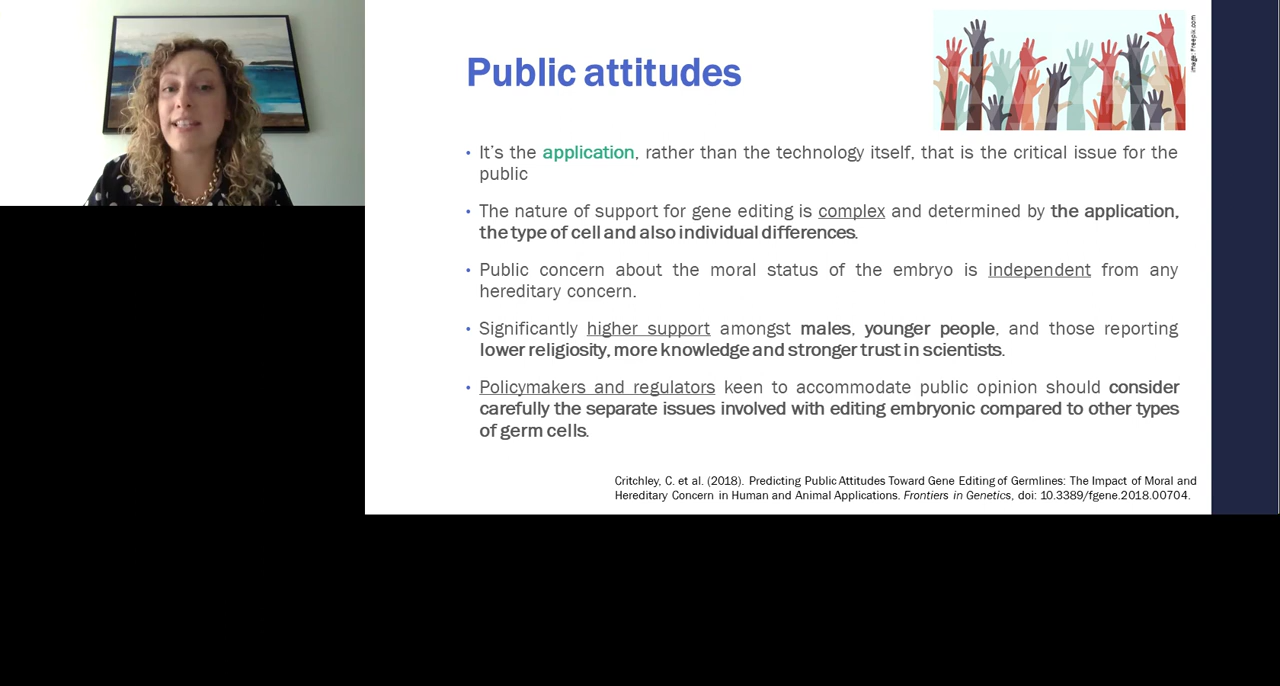 Public attitudes
Image: Freepik.com
• It’s the application, rather than the technology itself, that is the critical issue for the
public
• The nature of support for gene editing is complex and determined by the application,
the type of cell and also individual differences.
• Public concern about the moral status of the embryo is independent from any
hereditary concern.
• Significantly higher support amongst males, younger people, and those reporting
lower religiosity, more knowledge and stronger trust in scientists.
• Policymakers and regulators keen to accommodate public opinion should consider
carefully the separate issues involved with editing embryonic compared to other types
of germ cells.
Critchley, C. et al. (2018). Predicting Public Attitudes Toward Gene Editing of Germlines: The Impact of Moral and
Hereditary Concern in Human and Animal Applications. Frontiers in Genetics, doi: 10.3389/fgene.2018.00704.